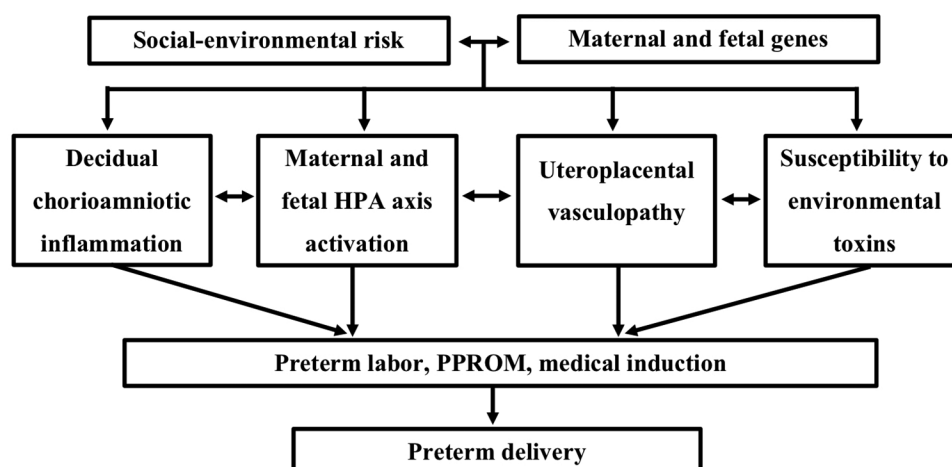 Social-environmental risk
Maternal and fetal genes
Decidual
chorioamniotic
inflammation
Maternal and
fetal HPA axis
activation
Uteroplacental
vasculopathy
Susceptibility to
environmental
toxins
Preterm labor, PPROM, medical induction
Preterm delivery